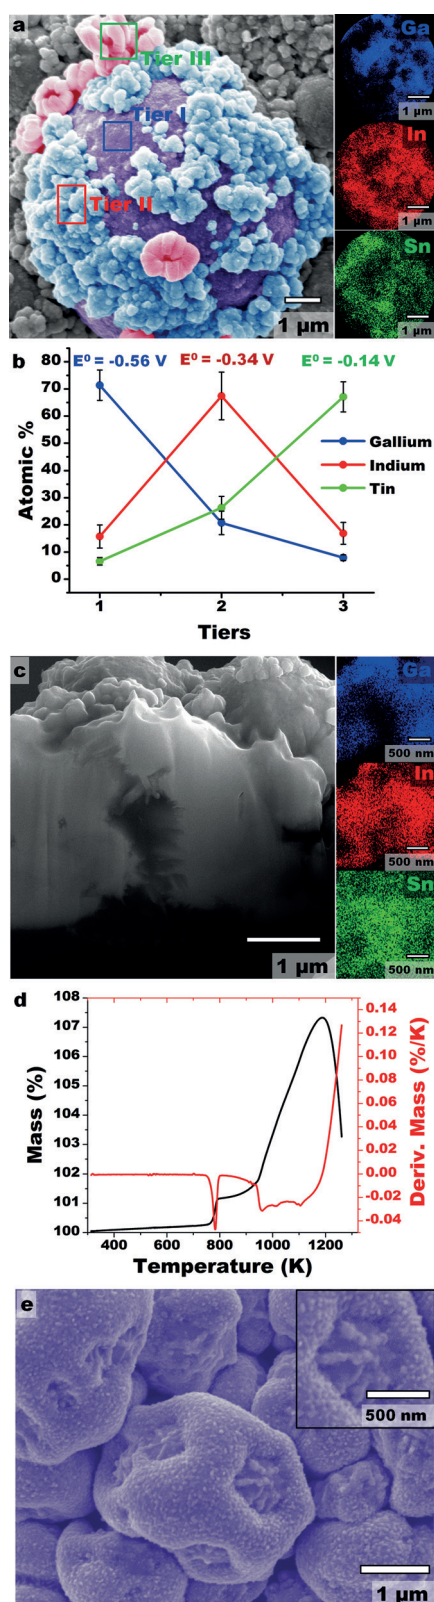 a
Tier III
Tier I
Tier II
1 µm
Ga
1 µm
In
1 µm
Sn
1 µm
b
E⁰ = -0.56 V E⁰ = -0.34 V E⁰ = -0.14 V
80
70
60
50
40
30
20
10
0
Atomic %
Gallium
Indium
Tin
1 2 3
Tiers
c
1 µm
Ga
500 nm
In
500 nm
Sn
500 nm
d
108
107
106
105
104
103
102
101
100
Mass (%)
0.14
0.12
0.10
0.08
0.06
0.04
0.02
0.00
-0.02
-0.04
Deriv. Mass (%/K)
400 600 800 1000 1200
Temperature (K)
e
500 nm
1 µm